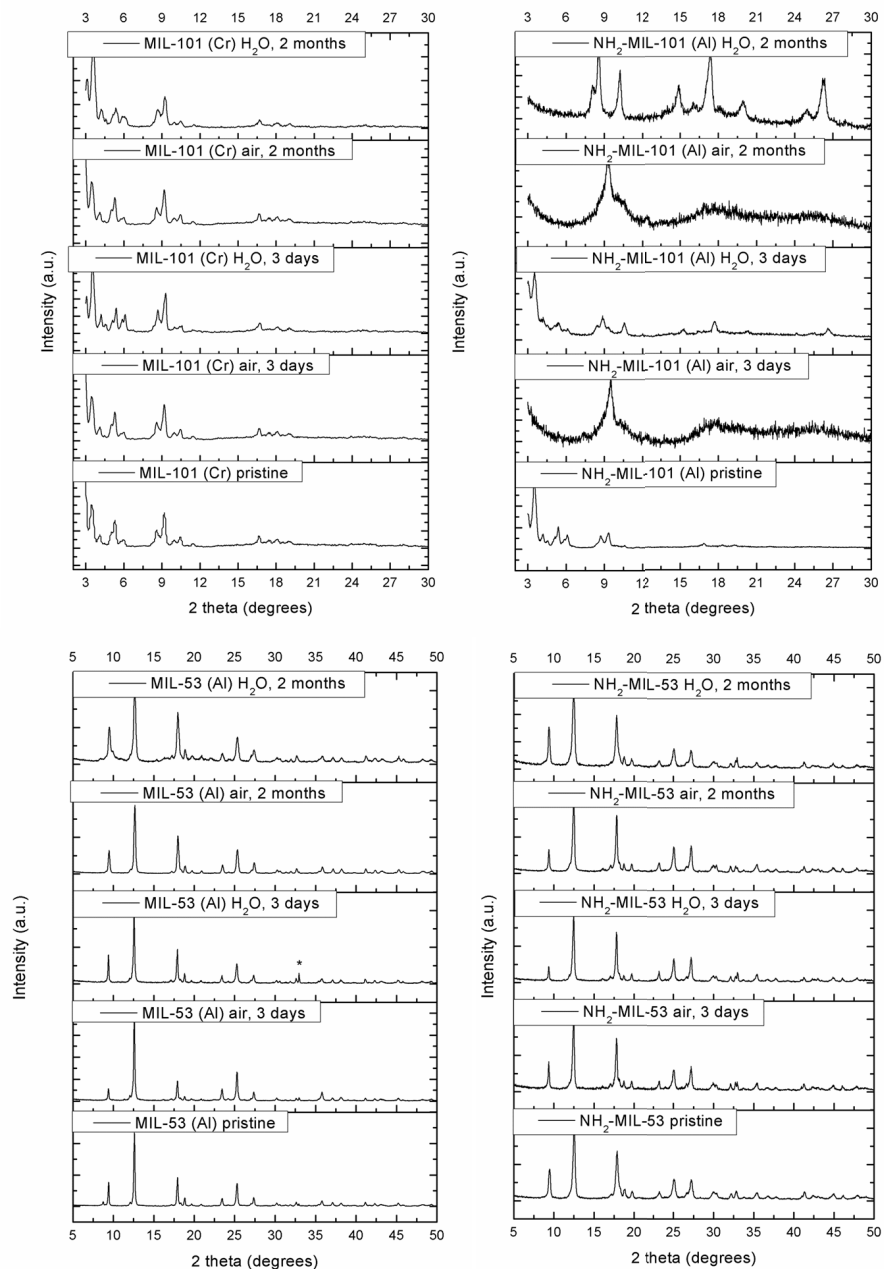 3 6 9 12 15 18 21 24 27 30
MIL-101 (Cr) H₂O, 2 months
MIL-101 (Cr) air, 2 months
MIL-101 (Cr) H₂O, 3 days
MIL-101 (Cr) air, 3 days
MIL-101 (Cr) pristine
Intensity (a.u.)
3 6 9 12 15 18 21 24 27 30
2 theta (degrees)
3 6 9 12 15 18 21 24 27 30
NH₂-MIL-101 (Al) H₂O, 2 months
NH₂-MIL-101 (Al) air, 2 months
NH₂-MIL-101 (Al) H₂O, 3 days
NH₂-MIL-101 (Al) air, 3 days
NH₂-MIL-101 (Al) pristine
Intensity (a.u.)
3 6 9 12 15 18 21 24 27 30
2 theta (degrees)
5 10 15 20 25 30 35 40 45 50
MIL-53 (Al) H₂O, 2 months
MIL-53 (Al) air, 2 months
MIL-53 (Al) H₂O, 3 days
*
MIL-53 (Al) air, 3 days
MIL-53 (Al) pristine
Intensity (a.u.)
5 10 15 20 25 30 35 40 45 50
2 theta (degrees)
5 10 15 20 25 30 35 40 45 50
NH₂-MIL-53 H₂O, 2 months
NH₂-MIL-53 air, 2 months
NH₂-MIL-53 H₂O, 3 days
NH₂-MIL-53 air, 3 days
NH₂-MIL-53 pristine
Intensity (a.u.)
5 10 15 20 25 30 35 40 45 50
2 theta (degrees)